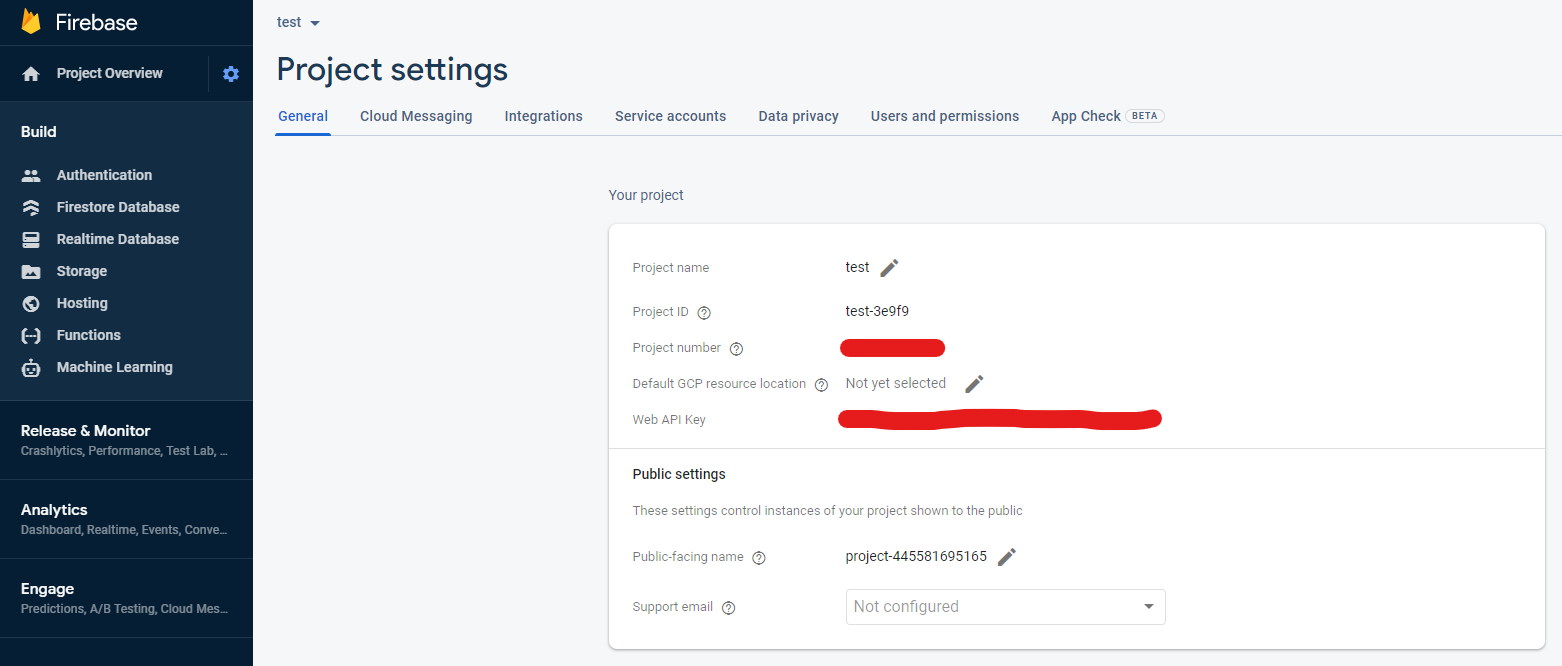 Firebase
Project Overview
Build
Authentication
Firestore Database
Realtime Database
Storage
Hosting
Functions
Machine Learning
Release & Monitor
Crashlytics, Performance, Test Lab, ...
Analytics
Dashboard, Realtime, Events, Conve...
Engage
Predictions, A/B Testing, Cloud Mes...
test
Project settings
General Cloud Messaging Integrations Service accounts Data privacy Users and permissions App Check BETA
Your project
Project name test
Project ID ? test-3e9f9
Project number ?
Default GCP resource location ? Not yet selected
Web API Key
Public settings
These settings control instances of your project shown to the public
Public-facing name ? project-445581695165
Support email ? Not configured